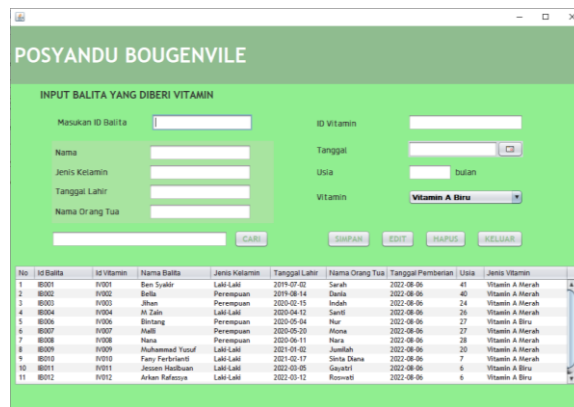 POSYANDU BOUGENVILE
INPUT BALITA YANG DIBERI VITAMIN
Masukan ID Balita
ID Vitamin
Nama
Tanggal
Jenis Kelamin
Usia bulan
Tanggal Lahir
Vitamin Vitamin A Biru
Nama Orang Tua
CARI SIMPAN EDIT HAPUS KELUAR
No Id Balita Id Vitamin Nama Balita Jenis Kelamin Tanggal Lahir Nama Orang Tua Tanggal Pemberian Usia Jenis Vitamin
1 IB001 IV001 Ben Syakir Laki-Laki 2019-07-02 Sarah 2022-08-06 41 Vitamin A Merah
2 IB002 IV002 Bella Perempuan 2019-08-14 Dania 2022-08-06 40 Vitamin A Merah
3 IB003 IV003 Jihan Perempuan 2020-02-15 Indah 2022-08-06 24 Vitamin A Merah
4 IB004 IV004 M Zain Laki-Laki 2020-04-12 Santi 2022-08-06 26 Vitamin A Merah
5 IB006 IV006 Bintang Perempuan 2020-05-04 Nur 2022-08-06 27 Vitamin A Biru
6 IB007 IV007 Malli Perempuan 2020-05-20 Mona 2022-08-06 27 Vitamin A Merah
7 IB008 IV008 Nana Perempuan 2020-06-11 Nara 2022-08-06 28 Vitamin A Merah
8 IB009 IV009 Muhammad Yusuf Laki-Laki 2021-01-02 Jumilah 2022-08-06 20 Vitamin A Merah
9 IB010 IV010 Fany Ferbrianti Laki-Laki 2021-02-17 Sinta Diana 2022-08-06 7 Vitamin A Biru
10 IB011 IV011 Jessen Hasibuan Laki-Laki 2022-03-05 Gayatri 2022-08-06 6 Vitamin A Biru
11 IB012 IV012 Arkan Rafassya Laki-Laki 2022-03-12 Roswati 2022-08-06 6 Vitamin A Biru